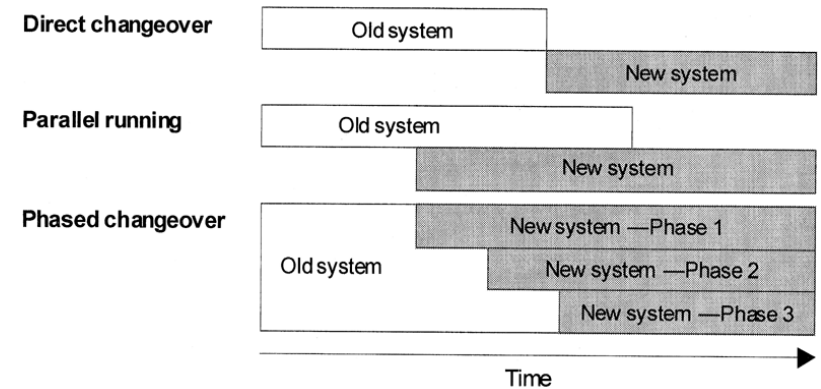 Direct changeover
Old system
New system
Parallel running
Old system
New system
Phased changeover
New system —Phase 1
Old system
New system —Phase 2
New system —Phase 3
Time